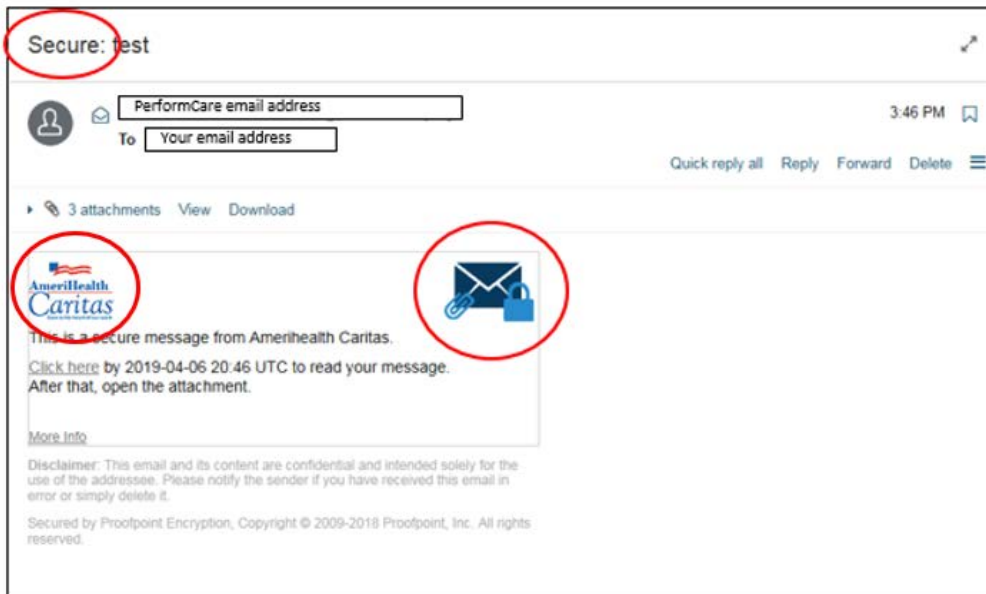 Secure: test
PerformCare email address
3:46 PM
To Your email address
Quick reply all Reply Forward Delete
3 attachments View Download
AmeriHealth
Caritas
This is a secure message from Amerihealth Caritas.
Click here by 2019-04-06 20:46 UTC to read your message.
After that, open the attachment.
More Info
Disclaimer: This email and its content are confidential and intended solely for the
use of the addressee. Please notify the sender if you have received this email in
error or simply delete it.
Secured by Proofpoint Encryption, Copyright © 2009-2018 Proofpoint, Inc. All rights
reserved.